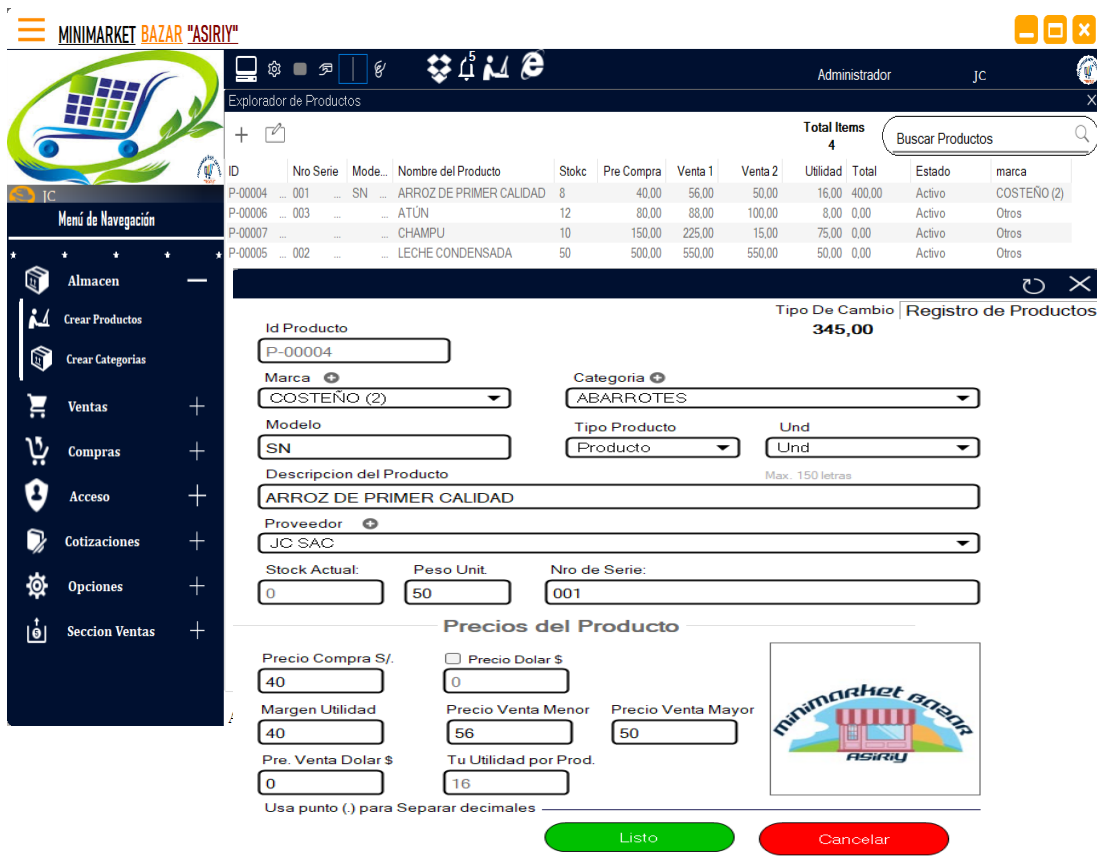 MINIMARKET BAZAR "ASIRIY"
5
Administrador JC
Explorador de Productos X
Total Items
4
Buscar Productos
ID Nro Serie Mode... Nombre del Producto Stokc Pre Compra Venta 1 Venta 2 Utilidad Total Estado marca
P-00004 ... 001 ... SN ... ARROZ DE PRIMER CALIDAD 8 40,00 56,00 50,00 16,00 400,00 Activo COSTEÑO (2)
P-00006 ... 003 ... ... ATÚN 12 80,00 88,00 100,00 8,00 0,00 Activo Otros
P-00007 ... ... ... CHAMPU 10 150,00 225,00 15,00 75,00 0,00 Activo Otros
P-00005 ... 002 ... ... LECHE CONDENSADA 50 500,00 550,00 550,00 50,00 0,00 Activo Otros
JC
Menú de Navegación
Almacen
Crear Productos
Crear Categorias
Ventas
Compras
Acceso
Cotizaciones
Opciones
Seccion Ventas
Tipo De Cambio Registro de Productos
345,00
Id Producto
P-00004
Marca Categoria
COSTEÑO (2) ABARROTES
Modelo Tipo Producto Und
SN Producto Und
Descripcion del Producto Max. 150 letras
ARROZ DE PRIMER CALIDAD
Proveedor
JC SAC
Stock Actual: Peso Unit. Nro de Serie:
0 50 001
Precios del Producto
Precio Compra S/. Precio Dolar $
40 0
Margen Utilidad Precio Venta Menor Precio Venta Mayor
40 56 50
Pre. Venta Dolar $ Tu Utilidad por Prod.
0 16
Usa punto (.) para Separar decimales
minimarket Bazar
ASIRIY
Listo Cancelar